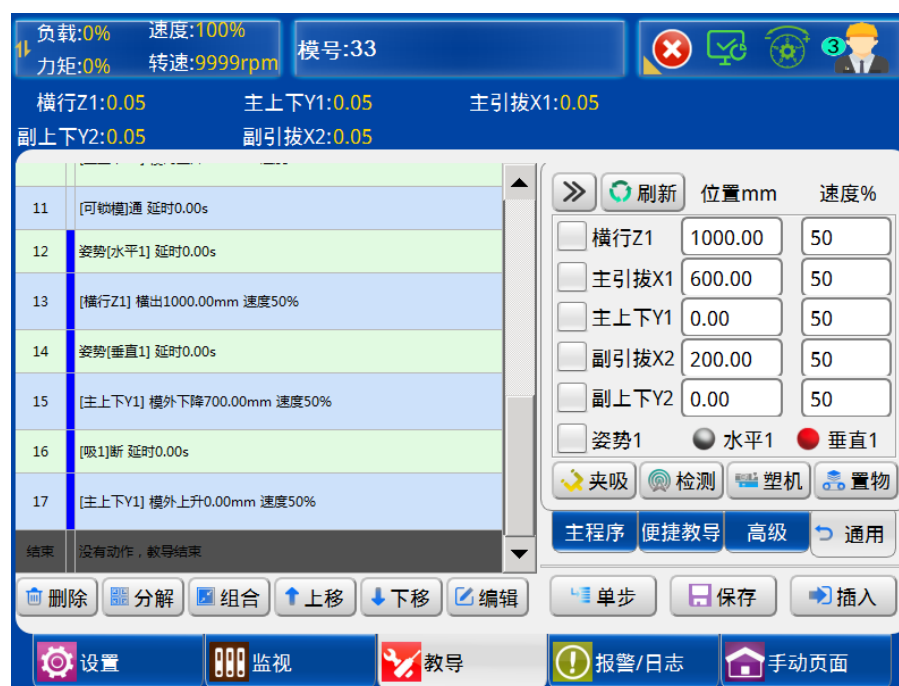 负载:0% 速度:100%
力矩:0% 转速:9999rpm
模号:33
3
横行Z1:0.05 主上下Y1:0.05 主引拔X1:0.05
副上下Y2:0.05 副引拔X2:0.05
11 [可锁模]通 延时0.00s
12 姿势[水平1] 延时0.00s
13 [横行Z1] 横出1000.00mm 速度50%
14 姿势[垂直1] 延时0.00s
15 [主上下Y1] 模外下降700.00mm 速度50%
16 [吸1]断 延时0.00s
17 [主上下Y1] 模外上升0.00mm 速度50%
结束 没有动作，教导结束
刷新 位置mm 速度%
横行Z1 1000.00 50
主引拔X1 600.00 50
主上下Y1 0.00 50
副引拔X2 200.00 50
副上下Y2 0.00 50
姿势1 水平1 垂直1
夹吸 检测 塑机 置物
主程序 便捷教导 高级 通用
删除 分解 组合 上移 下移 编辑 单步 保存 插入
设置 监视 教导 报警/日志 手动页面